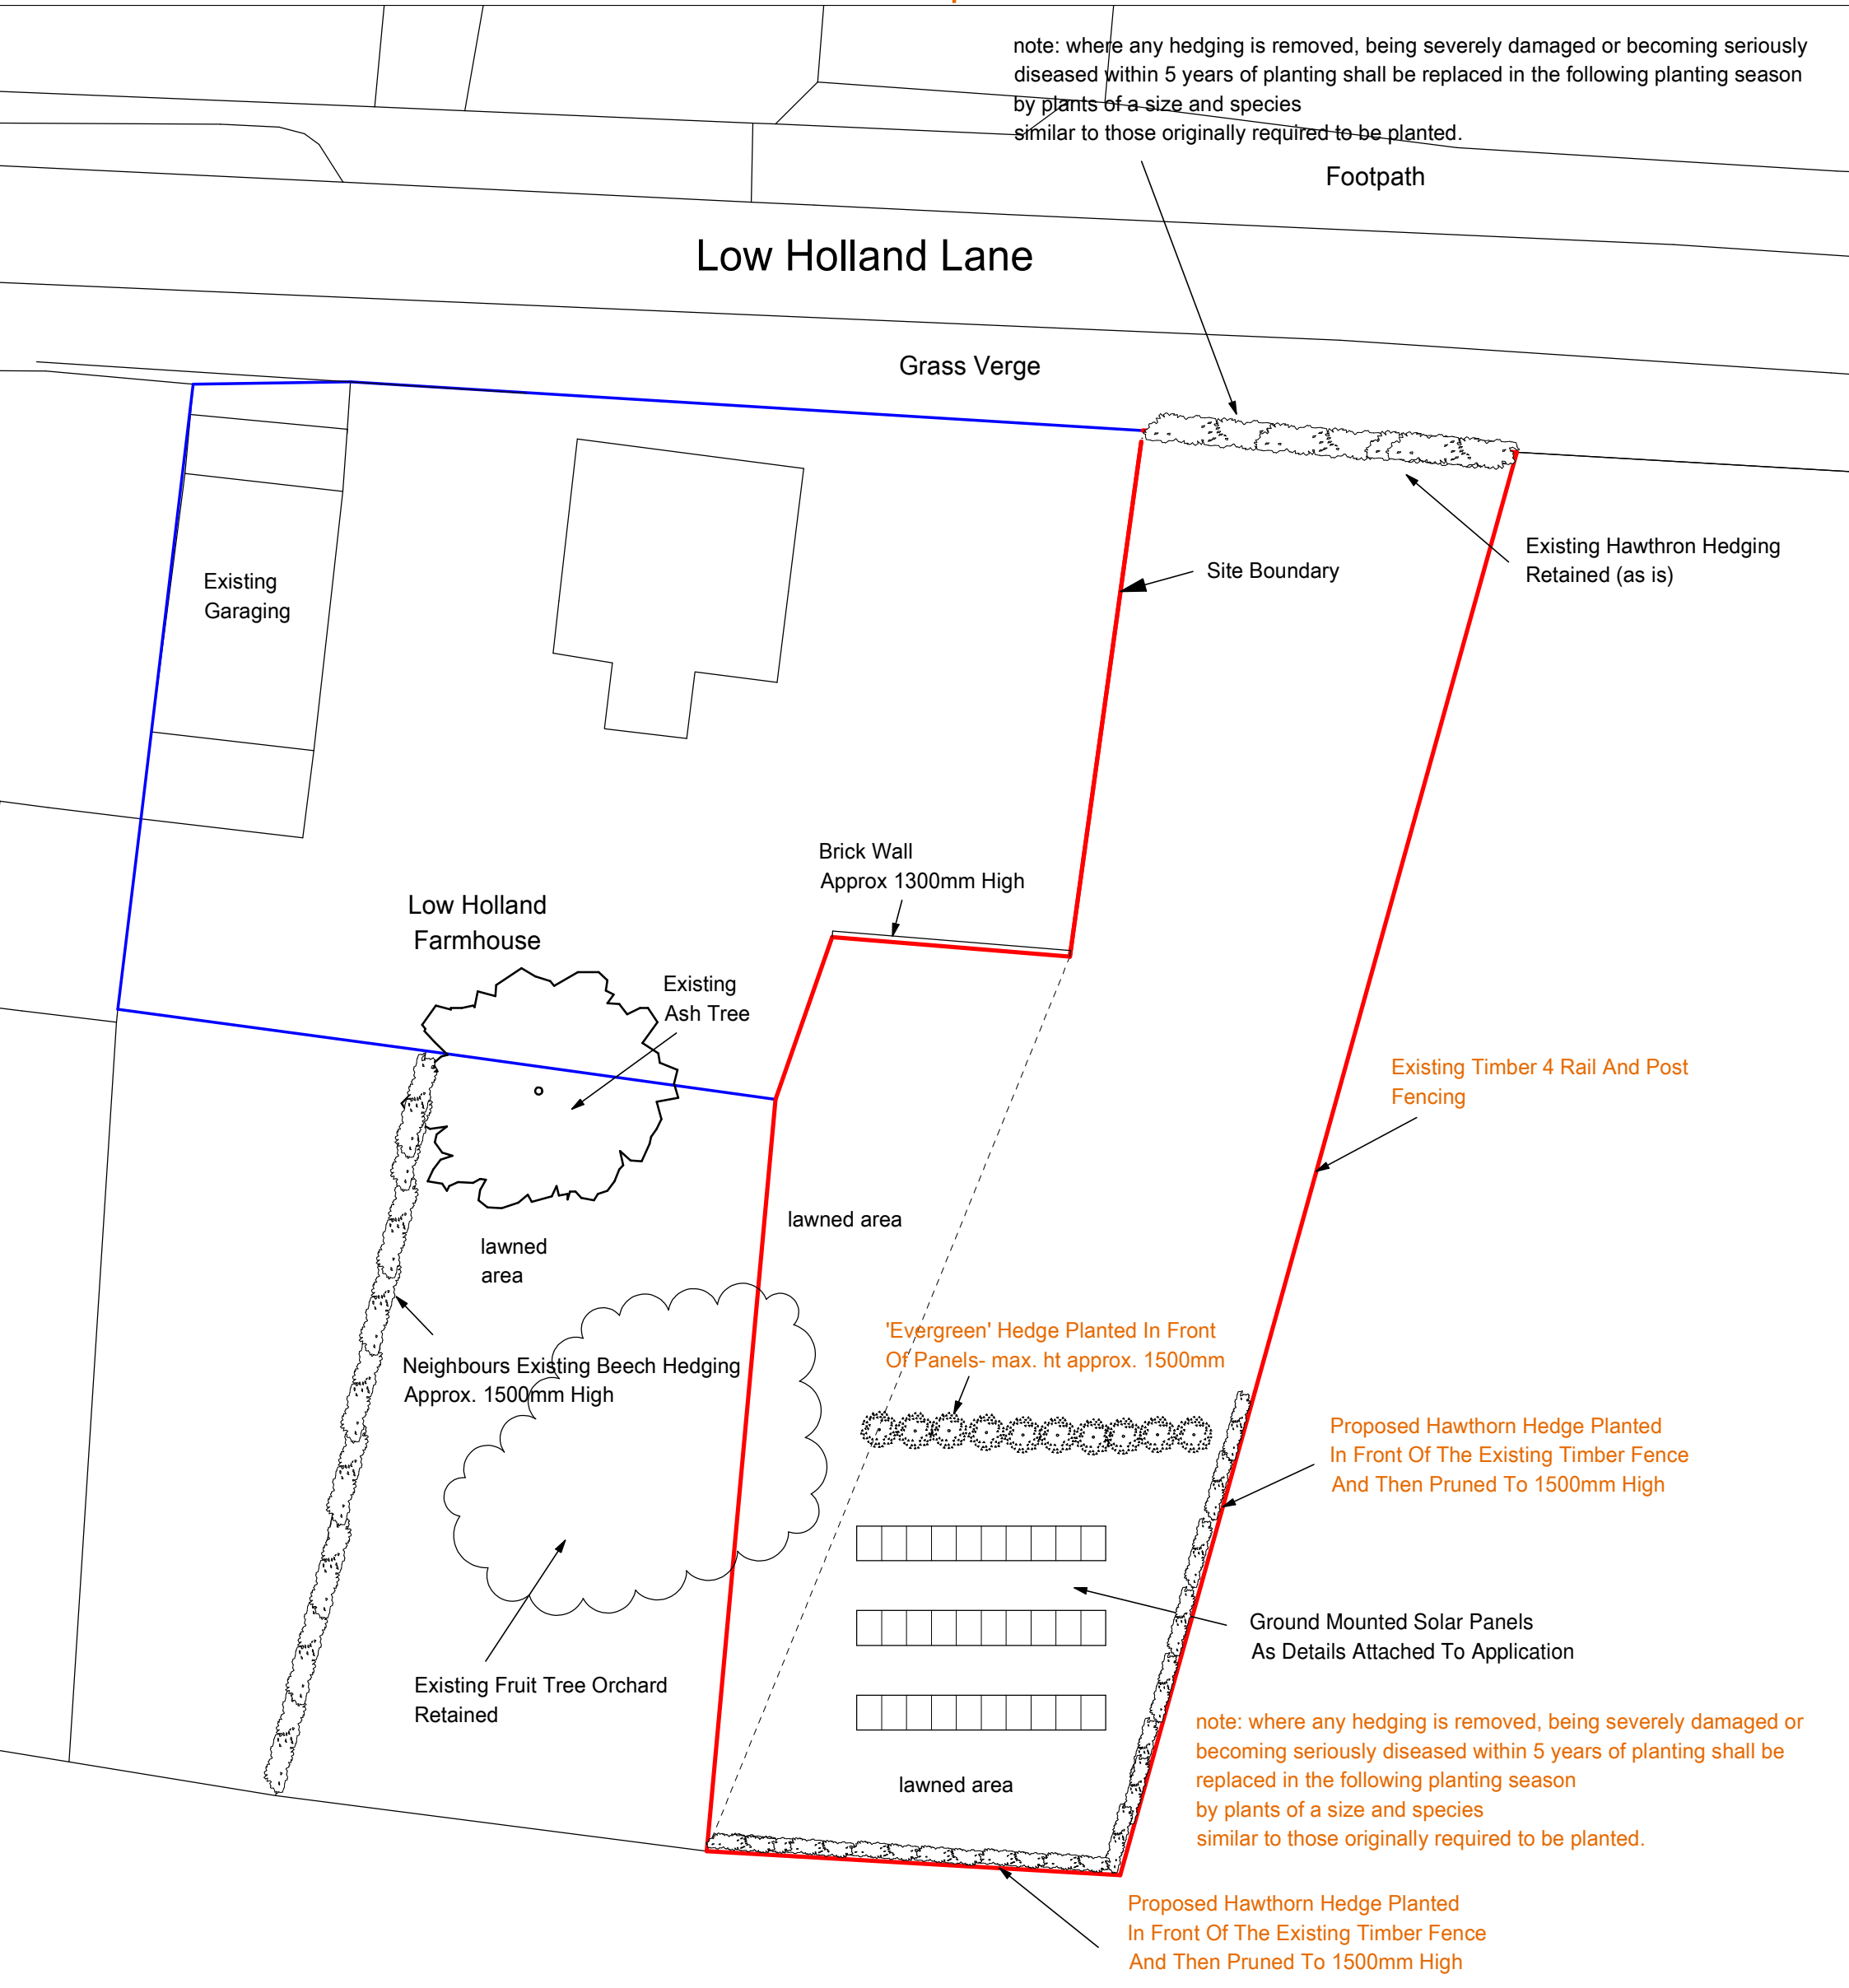 note: where any hedging is removed, being severely damaged or becoming seriously
diseased within 5 years of planting shall be replaced in the following planting season
by plants of a size and species
similar to those originally required to be planted.
Footpath
Low Holland Lane
Grass Verge
Existing Hawthron Hedging
Retained (as is)
Site Boundary
Existing
Garaging
Brick Wall
Approx 1300mm High
Low Holland
Farmhouse
Existing
Ash Tree
Existing Timber 4 Rail And Post
Fencing
lawned area
lawned
area
'Evergreen' Hedge Planted In Front
Of Panels- max. ht approx. 1500mm
Neighbours Existing Beech Hedging
Approx. 1500mm High
Proposed Hawthorn Hedge Planted
In Front Of The Existing Timber Fence
And Then Pruned To 1500mm High
Ground Mounted Solar Panels
As Details Attached To Application
Existing Fruit Tree Orchard
Retained
note: where any hedging is removed, being severely damaged or
becoming seriously diseased within 5 years of planting shall be
replaced in the following planting season
by plants of a size and species
similar to those originally required to be planted.
lawned area
Proposed Hawthorn Hedge Planted
In Front Of The Existing Timber Fence
And Then Pruned To 1500mm High